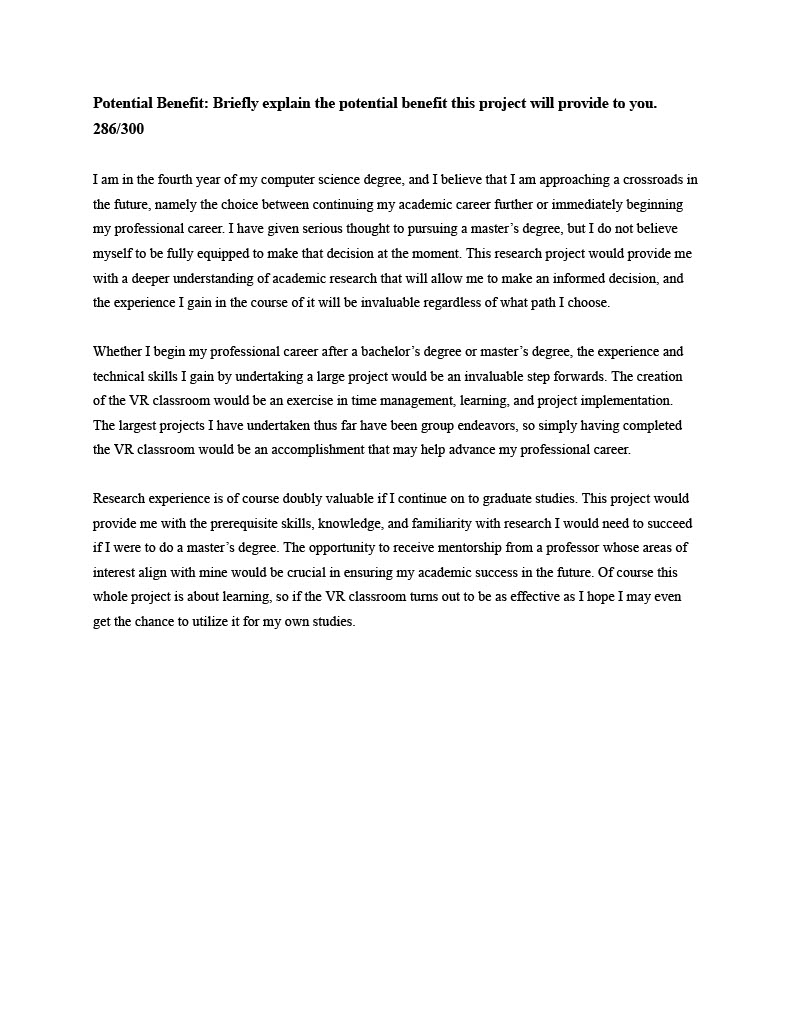 Potential Benefit: Briefly explain the potential benefit this project will provide to you.
286/300
I am in the fourth year of my computer science degree, and I believe that I am approaching a crossroads in
the future, namely the choice between continuing my academic career further or immediately beginning
my professional career. I have given serious thought to pursuing a master’s degree, but I do not believe
myself to be fully equipped to make that decision at the moment. This research project would provide me
with a deeper understanding of academic research that will allow me to make an informed decision, and
the experience I gain in the course of it will be invaluable regardless of what path I choose.
Whether I begin my professional career after a bachelor’s degree or master’s degree, the experience and
technical skills I gain by undertaking a large project would be an invaluable step forwards. The creation
of the VR classroom would be an exercise in time management, learning, and project implementation.
The largest projects I have undertaken thus far have been group endeavors, so simply having completed
the VR classroom would be an accomplishment that may help advance my professional career.
Research experience is of course doubly valuable if I continue on to graduate studies. This project would
provide me with the prerequisite skills, knowledge, and familiarity with research I would need to succeed
if I were to do a master’s degree. The opportunity to receive mentorship from a professor whose areas of
interest align with mine would be crucial in ensuring my academic success in the future. Of course this
whole project is about learning, so if the VR classroom turns out to be as effective as I hope I may even
get the chance to utilize it for my own studies.